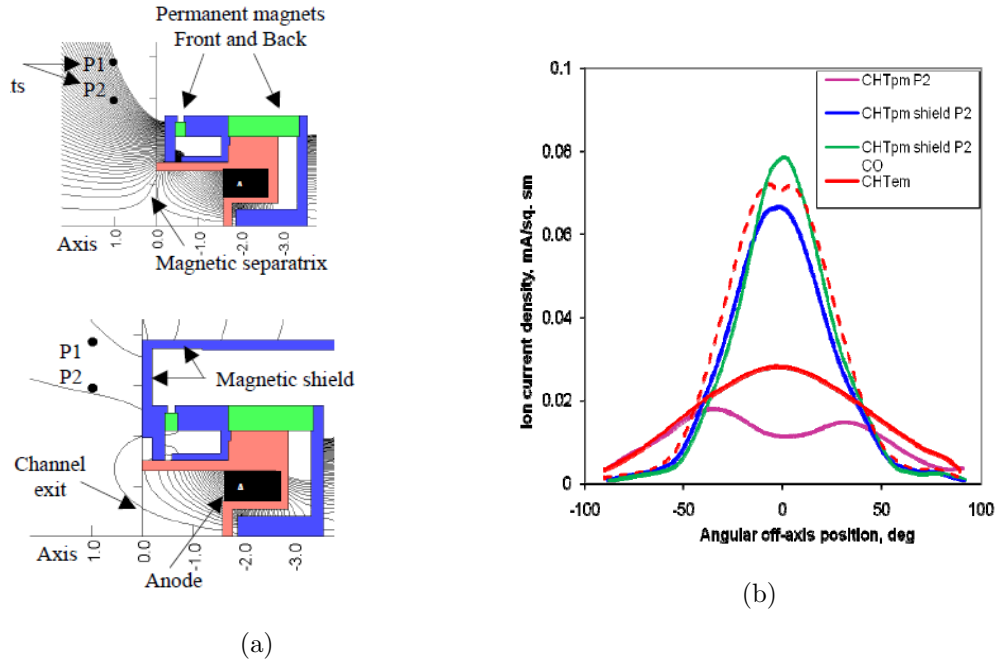 Permanent magnets
Front and Back
ts
P1
P2
A
Axis
1.0
0.0
-1.0
-2.0
-3.0
Magnetic separatrix
P1
P2
Magnetic shield
Channel
exit
A
Axis
1.0
0.0
-1.0
-2.0
-3.0
Anode
(a)
Ion current density, mA/sq. sm
0.1
0.08
0.06
0.04
0.02
0
CHTpm P2
CHTpm shield P2
CHTpm shield P2
CO
CHTem
-100
-50
0
50
100
Angular off-axis position, deg
(b)